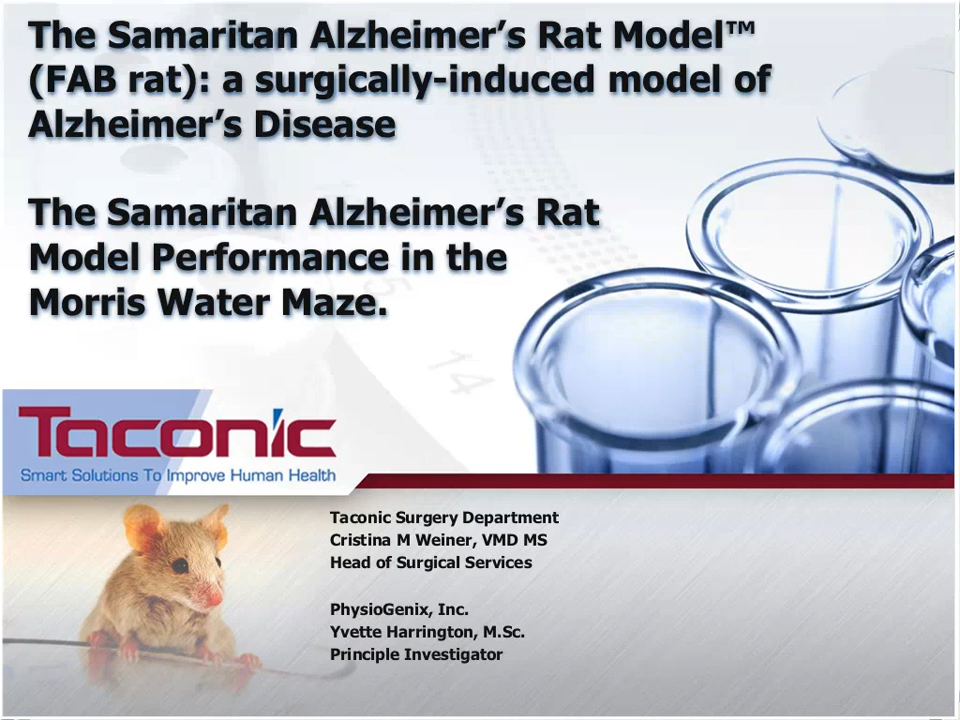 The Samaritan Alzheimer’s Rat Model™
(FAB rat): a surgically-induced model of
Alzheimer’s Disease
The Samaritan Alzheimer’s Rat
Model Performance in the
Morris Water Maze.
14
Taconic
Smart Solutions To Improve Human Health
Taconic Surgery Department
Cristina M Weiner, VMD MS
Head of Surgical Services
PhysioGenix, Inc.
Yvette Harrington, M.Sc.
Principle Investigator